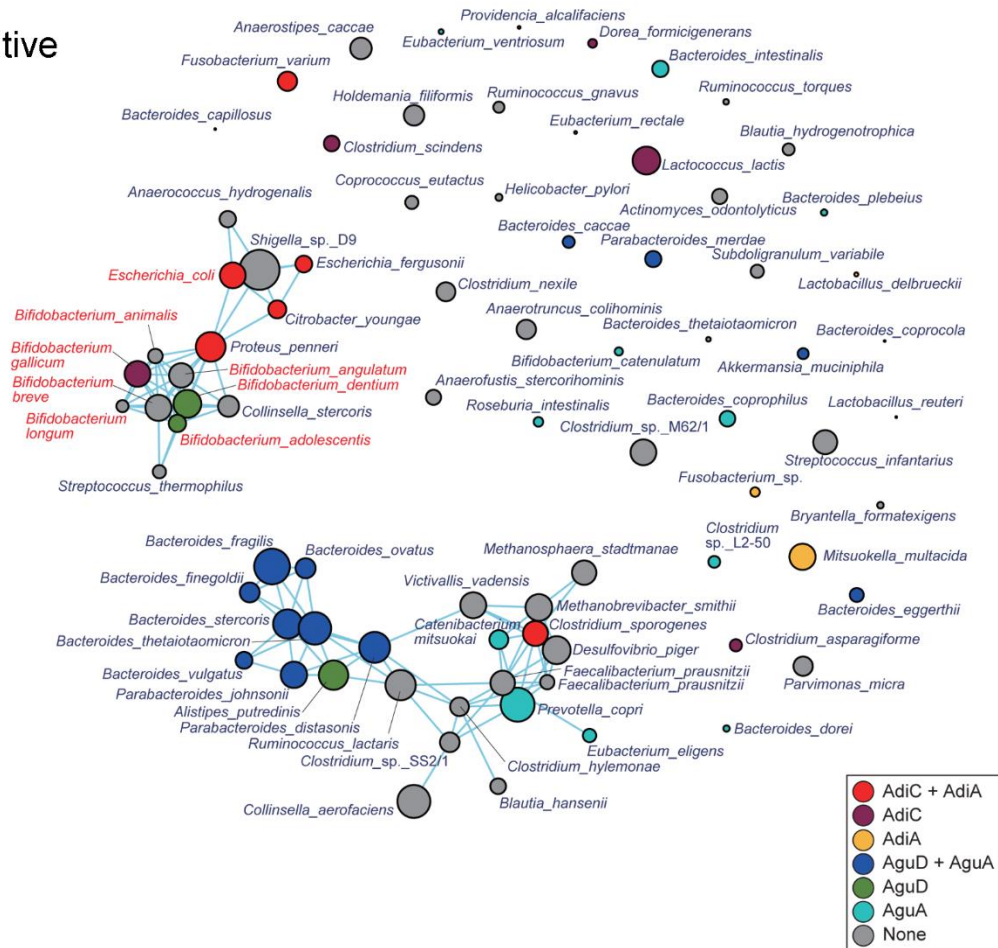 tive
Providencia_alcalifaciens
Anaerostipes_caccae
Eubacterium_ventriosum
Dorea_formicigenerans
Fusobacterium_varium
Bacteroides_intestinalis
Holdemania_filiformis
Ruminococcus_gnavus
Ruminococcus_torques
Bacteroides_capillosus
Eubacterium_rectale
Blautia_hydrogenotrophica
Clostridium_scindens
Lactococcus_lactis
Anaerococcus_hydrogenalis
Coprococcus_eutactus
Helicobacter_pylori
Bacteroides_plebeius
Actinomyces_odontolyticus
Bacteroides_caccae
Shigella_sp._D9
Parabacteroides_merdae
Subdoligranulum_variabile
Escherichia_coli
Escherichia_fergusonii
Clostridium_nexile
Lactobacillus_delbrueckii
Bifidobacterium_animalis
Citrobacter_youngae
Anaerotruncus_colihominis
Bacteroides_thetaiotaomicron
Bacteroides_coprocola
Bifidobacterium
gallicum
Proteus_penneri
Bifidobacterium_catenulatum
Akkermansia_muciniphila
Bifidobacterium_angulatum
Bifidobacterium
breve
Bifidobacterium_dentium
Anaerofustis_stercorihominis
Bacteroides_coprophilus
Roseburia_intestinalis
Lactobacillus_reuteri
Bifidobacterium
longum
Collinsella_stercoris
Clostridium_sp._M62/1
Bifidobacterium_adolescentis
Streptococcus_infantarius
Streptococcus_thermophilus
Fusobacterium_sp.
Bryantella_formatexigens
Clostridium
sp._L2-50
Bacteroides_fragilis
Bacteroides_ovatus
Methanosphaera_stadtmanae
Mitsuokella_multacida
Bacteroides_finegoldii
Victivallis_vadensis
Methanobrevibacter_smithii
Bacteroides_eggerthii
Bacteroides_stercoris
Catenibacterium_
mitsuokai
Clostridium_sporogenes
Bacteroides_thetaiotaomicron
Clostridium_asparagiforme
Desulfovibrio_piger
Bacteroides_vulgatus
Faecalibacterium_prausnitzii
Parvimonas_micra
Parabacteroides_johnsonii
Faecalibacterium_prausnitzii
Alistipes_putredinis
Prevotella_copri
Parabacteroides_distasonis
Bacteroides_dorei
Ruminococcus_lactaris
Eubacterium_eligens
Clostridium_sp._SS2/1
Clostridium_hylemonae
Blautia_hansenii
Collinsella_aerofaciens
AdiC + AdiA
AdiC
AdiA
AguD + AguA
AguD
AguA
None